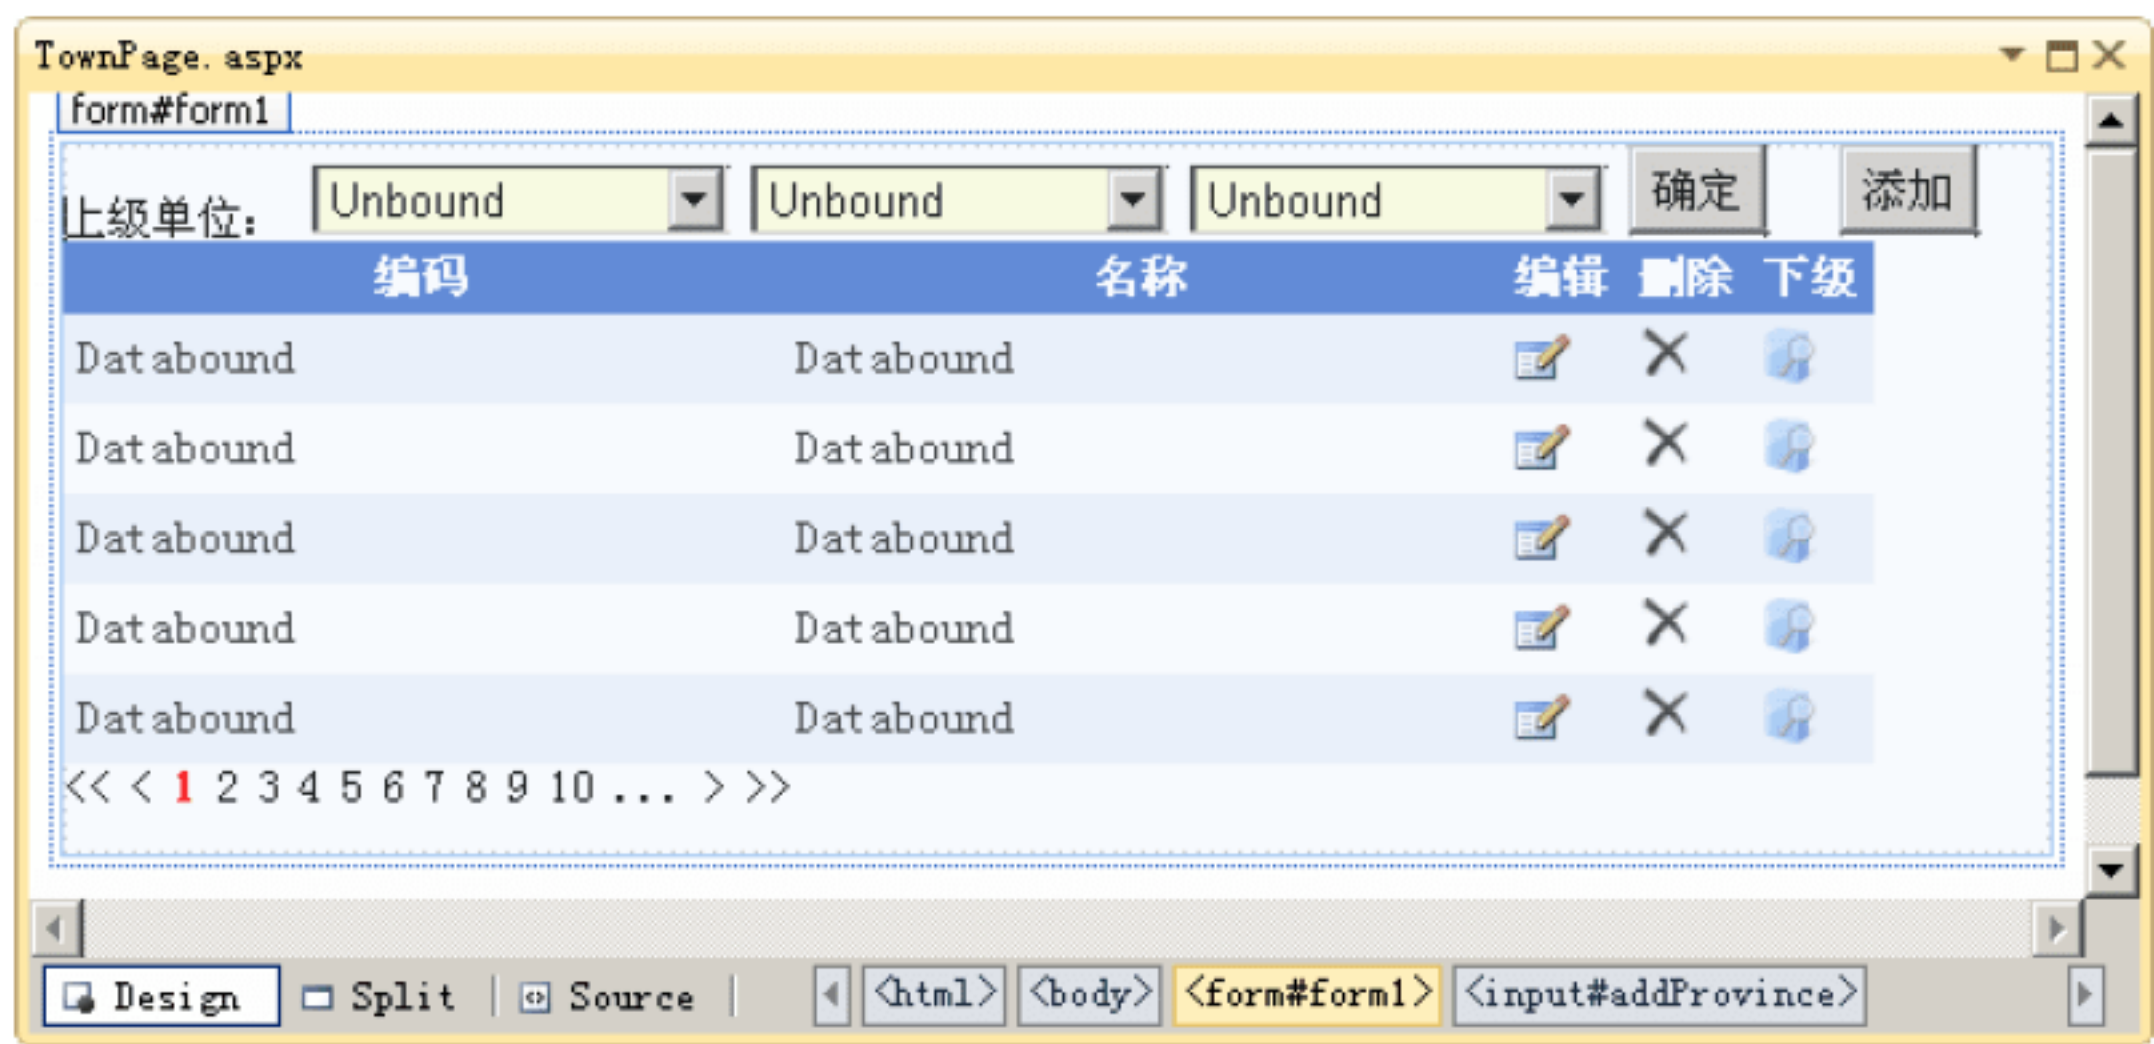 TownPage.aspx
form#form1
上级单位: Unbound Unbound Unbound 确定 添加
编码 名称 编辑 删除 下级
Databound Databound
Databound Databound
Databound Databound
Databound Databound
Databound Databound
<< < 1 2 3 4 5 6 7 8 9 10 ... > >>
Design Split Source <html> <body> <form#form1> <input#addProvince>